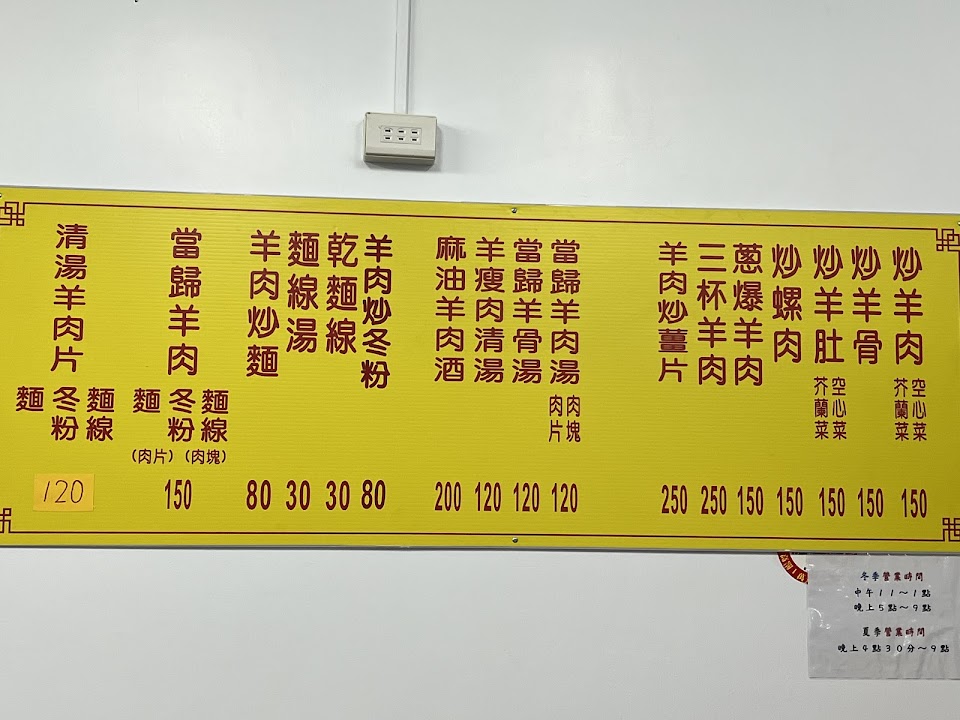 炒羊肉 空心菜 芥蘭菜 150
炒羊骨 150
炒羊肚 空心菜 芥蘭菜 150
炒螺肉 150
蔥爆羊肉 150
三杯羊肉 250
羊肉炒薑片 250
當歸羊肉湯 肉塊 肉片 120
當歸羊骨湯 120
羊瘦肉清湯 120
麻油羊肉酒 200
羊肉炒冬粉 80
乾麵線 30
麵線湯 30
羊肉炒麵 80
當歸羊肉 麵線 冬粉 麵 (肉片)(肉塊) 150
清湯羊肉片 麵線 冬粉 麵 120
冬季營業時間
中午11～1點
晚上5點～9點
夏季營業時間
晚上4點30分～9點